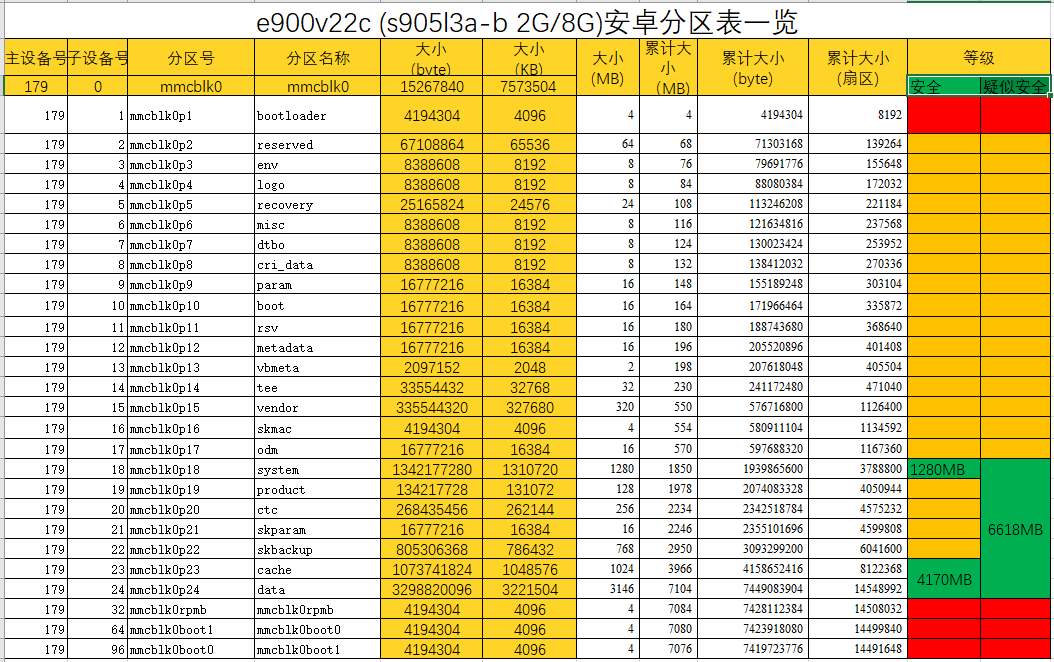 e900v22c (s905l3a-b 2G/8G)安卓分区表一览
主设备号 子设备号 分区号 分区名称 大小(byte) 大小(KB) 大小(MB) 累计大小(MB) 累计大小(byte) 累计大小(扇区) 等级
179 0 mmcblk0 mmcblk0 15267840 7573504 安全 疑似安全
179 1 mmcblk0p1 bootloader 4194304 4096 4 4 4194304 8192
179 2 mmcblk0p2 reserved 67108864 65536 64 68 71303168 139264
179 3 mmcblk0p3 env 8388608 8192 8 76 79691776 155648
179 4 mmcblk0p4 logo 8388608 8192 8 84 88080384 172032
179 5 mmcblk0p5 recovery 25165824 24576 24 108 113246208 221184
179 6 mmcblk0p6 misc 8388608 8192 8 116 121634816 237568
179 7 mmcblk0p7 dtbo 8388608 8192 8 124 130023424 253952
179 8 mmcblk0p8 cri_data 8388608 8192 8 132 138412032 270336
179 9 mmcblk0p9 param 16777216 16384 16 148 155189248 303104
179 10 mmcblk0p10 boot 16777216 16384 16 164 171966464 335872
179 11 mmcblk0p11 rsv 16777216 16384 16 180 188743680 368640
179 12 mmcblk0p12 metadata 16777216 16384 16 196 205520896 401408
179 13 mmcblk0p13 vbmeta 2097152 2048 2 198 207618048 405504
179 14 mmcblk0p14 tee 33554432 32768 32 230 241172480 471040
179 15 mmcblk0p15 vendor 335544320 327680 320 550 576716800 1126400
179 16 mmcblk0p16 skmac 4194304 4096 4 554 580911104 1134592
179 17 mmcblk0p17 odm 16777216 16384 16 570 597688320 1167360
179 18 mmcblk0p18 system 1342177280 1310720 1280 1850 1939865600 3788800 1280MB
179 19 mmcblk0p19 product 134217728 131072 128 1978 2074083328 4050944
179 20 mmcblk0p20 ctc 268435456 262144 256 2234 2342518784 4575232
179 21 mmcblk0p21 skparam 16777216 16384 16 2246 2355101696 4599808 6618MB
179 22 mmcblk0p22 skbackup 805306368 786432 768 2950 3093299200 6041600
179 23 mmcblk0p23 cache 1073741824 1048576 1024 3966 4158652416 8122368 4170MB
179 24 mmcblk0p24 data 3298820096 3221504 3146 7104 7449083904 14548992
179 32 mmcblk0rpmb mmcblk0rpmb 4194304 4096 4 7084 7428112384 14508032
179 64 mmcblk0boot1 mmcblk0boot0 4194304 4096 4 7080 7423918080 14499840
179 96 mmcblk0boot0 mmcblk0boot1 4194304 4096 4 7076 7419723776 14491648